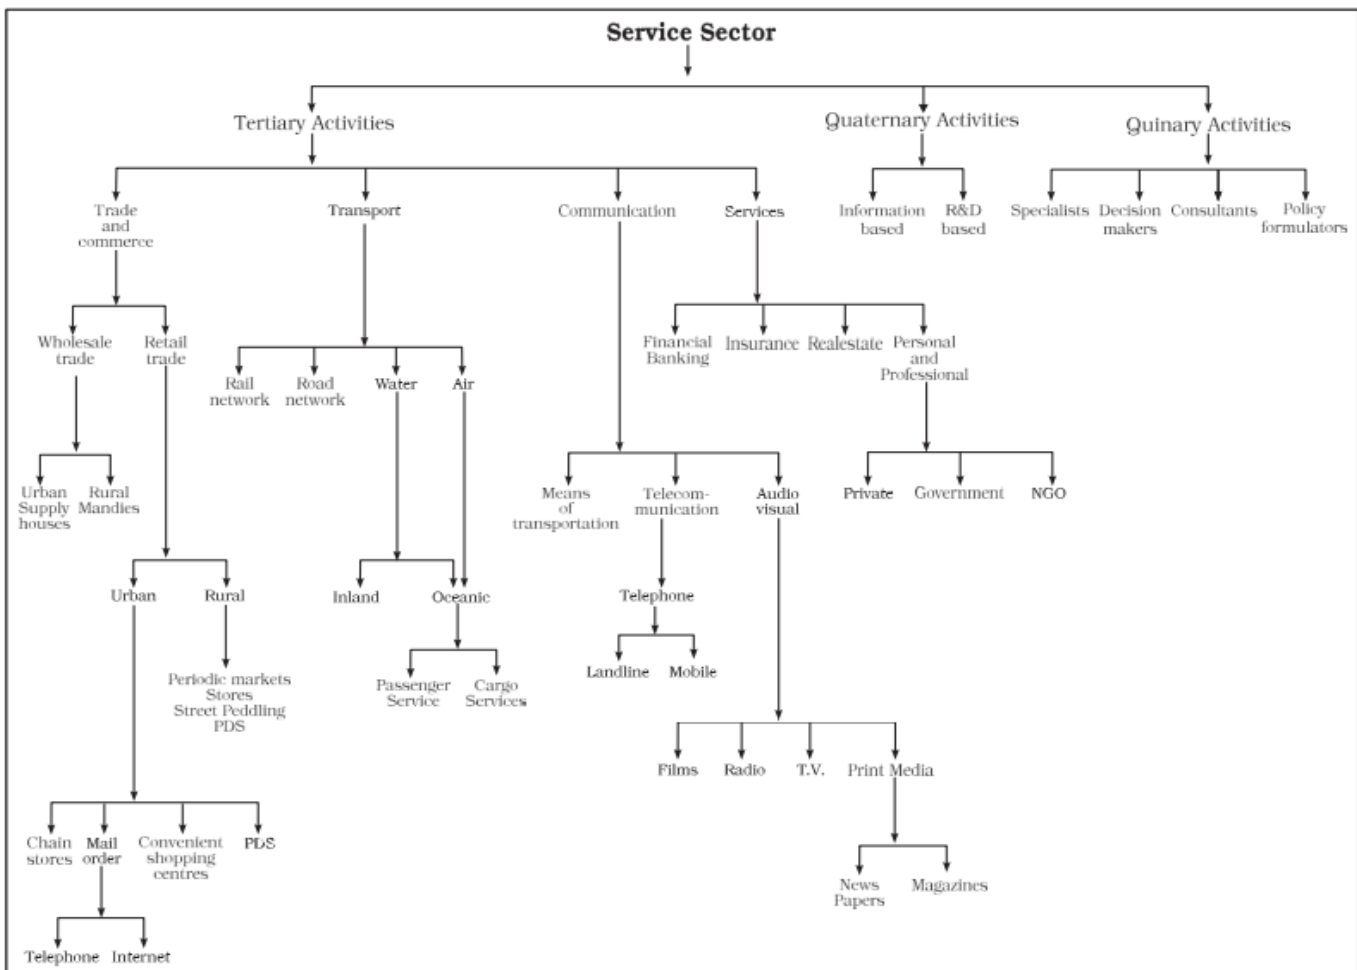 Service Sector
Tertiary Activities
Quaternary Activities
Quinary Activities
Trade
and
commerce
Transport
Communication
Services
Information
based
R&D
based
Specialists
Decision
makers
Consultants
Policy
formulators
Wholesale
trade
Retail
trade
Financial
Banking
Insurance
Realestate
Personal
and
Professional
Rail
network
Road
network
Water
Air
Urban
Supply
houses
Rural
Mandies
Means
of
transportation
Telecom-
munication
Audio
visual
Private
Government
NGO
Urban
Rural
Inland
Oceanic
Telephone
Landline
Mobile
Periodic markets
Stores
Street Peddling
PDS
Passenger
Service
Cargo
Services
Films
Radio
T.V.
Print Media
Chain
stores
Mail
order
Convenient
shopping
centres
PDS
News
Papers
Magazines
Telephone
Internet